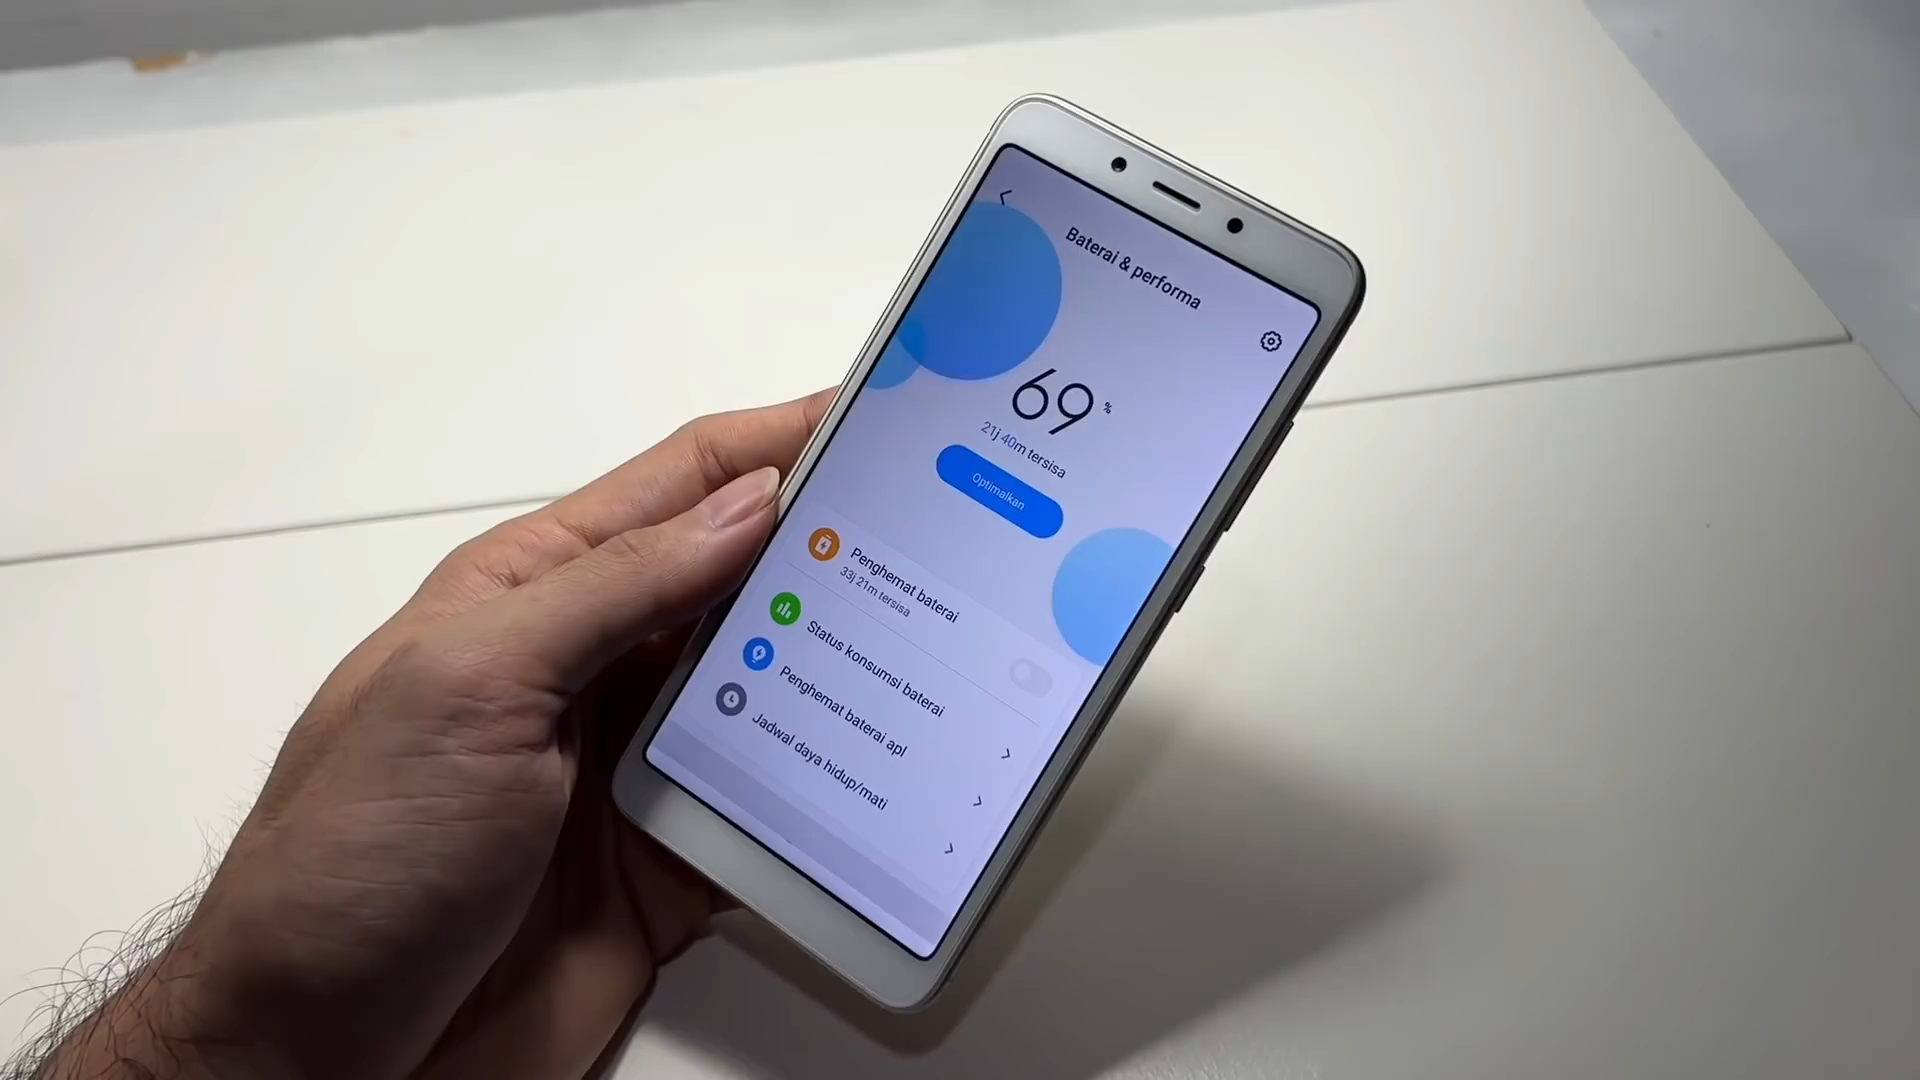 Baterai & performa
69 %
21j 40m tersisa
Optimalkan
Penghemat baterai
33j 21m tersisa
Status konsumsi baterai
Penghemat baterai apl
Jadwal daya hidup/mati